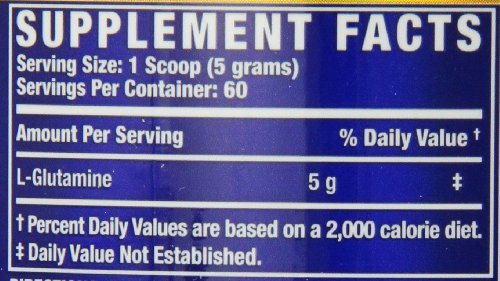 SUPPLEMENT FACTS
Serving Size: 1 Scoop (5 grams)
Servings Per Container: 60
Amount Per Serving % Daily Value †
L-Glutamine 5 g ‡
† Percent Daily Values are based on a 2,000 calorie diet.
‡ Daily Value Not Established.